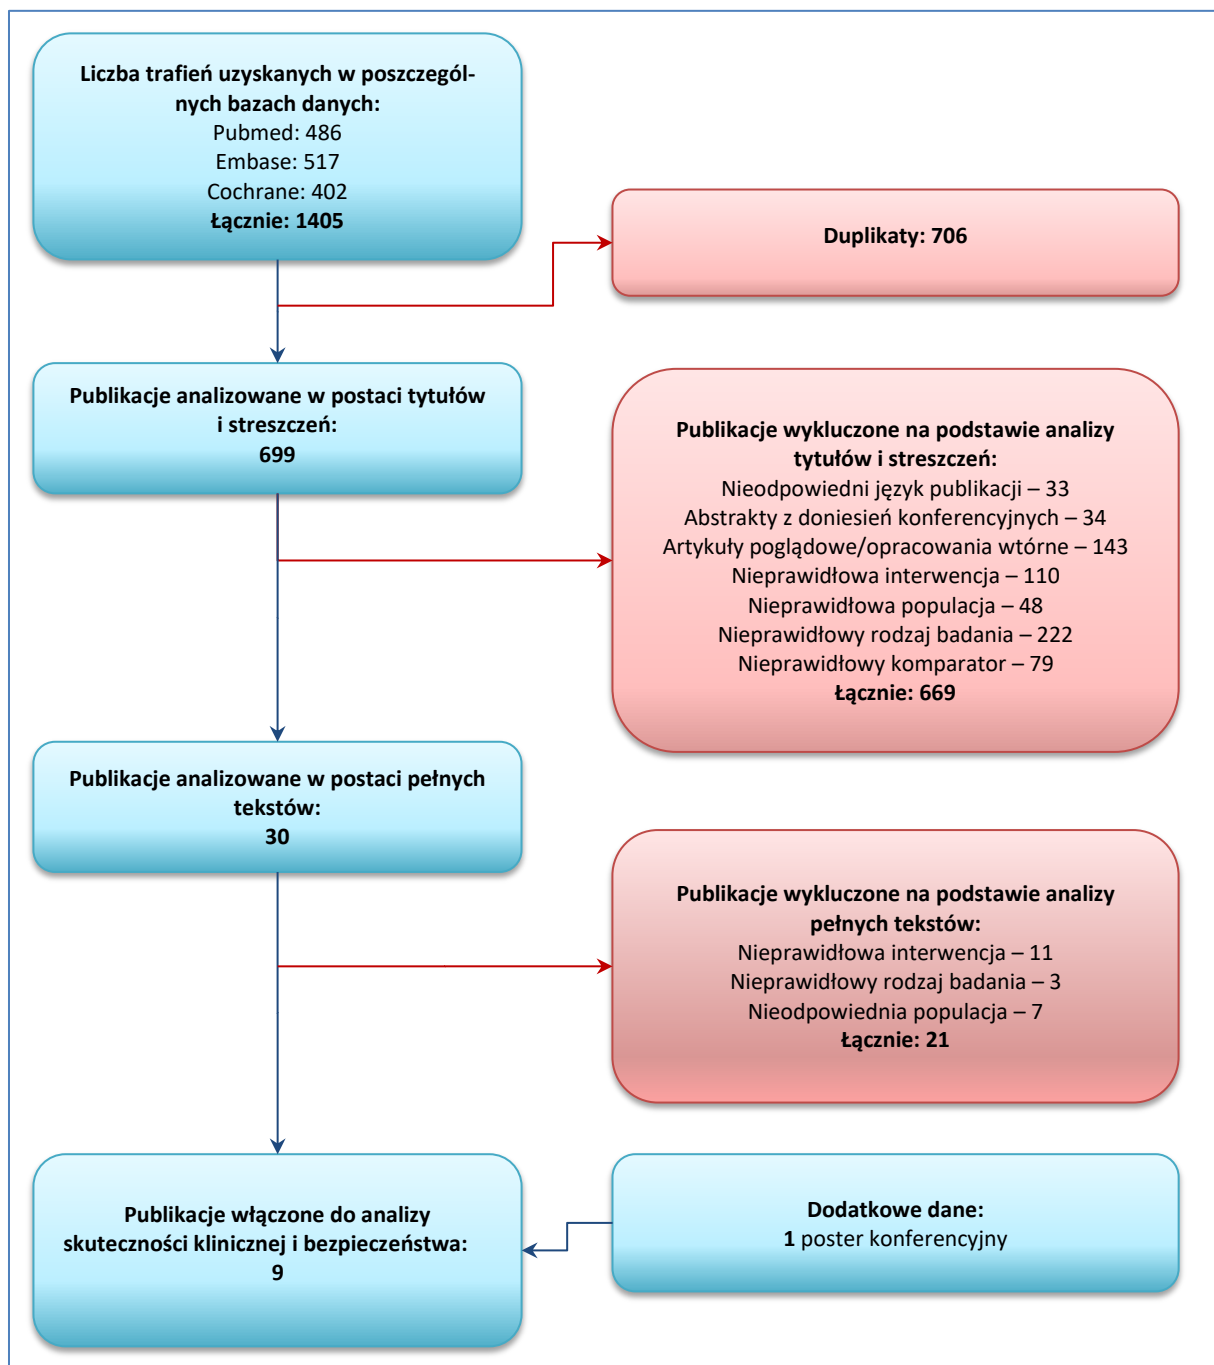 Liczba trafień uzyskanych w poszczegól-
nych bazach danych:
Pubmed: 486
Embase: 517
Cochrane: 402
Łącznie: 1405
Duplikaty: 706
Publikacje analizowane w postaci tytułów
i streszczeń:
699
Publikacje wykluczone na podstawie analizy
tytułów i streszczeń:
Nieodpowiedni język publikacji – 33
Abstrakty z doniesień konferencyjnych – 34
Artykuły poglądowe/opracowania wtórne – 143
Nieprawidłowa interwencja – 110
Nieprawidłowa populacja – 48
Nieprawidłowy rodzaj badania – 222
Nieprawidłowy komparator – 79
Łącznie: 669
Publikacje analizowane w postaci pełnych
tekstów:
30
Publikacje wykluczone na podstawie analizy
pełnych tekstów:
Nieprawidłowa interwencja – 11
Nieprawidłowy rodzaj badania – 3
Nieodpowiednia populacja – 7
Łącznie: 21
Publikacje włączone do analizy
skuteczności klinicznej i bezpieczeństwa:
9
Dodatkowe dane:
1 poster konferencyjny